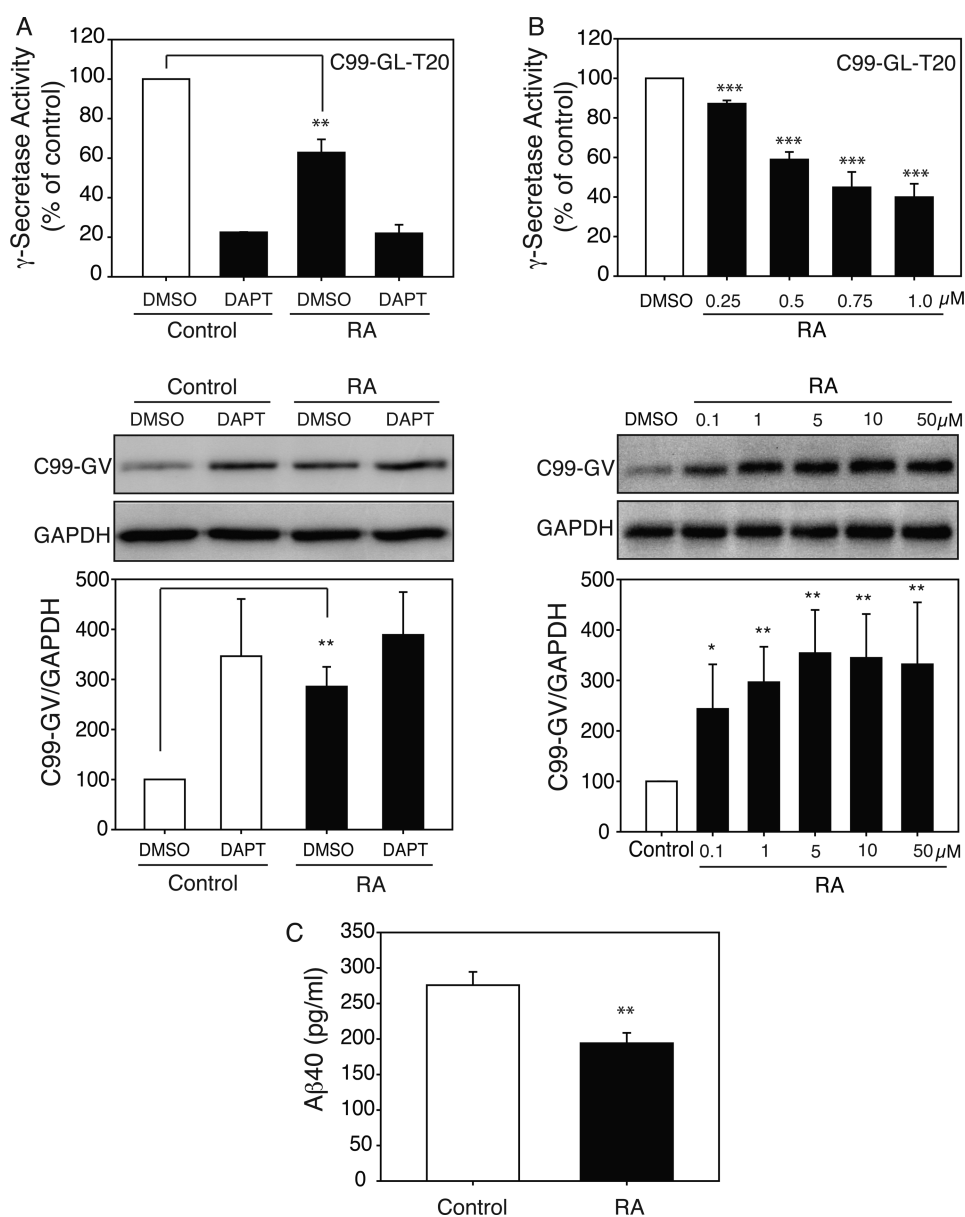 A
γ-Secretase Activity
(% of control)
120
100
80
60
40
20
0
C99-GL-T20
**
DMSO DAPT DMSO DAPT
Control RA
B
γ-Secretase Activity
(% of control)
120
100
80
60
40
20
0
C99-GL-T20
***
***
***
***
DMSO 0.25 0.5 0.75 1.0 µM
RA
Control RA
DMSO DAPT DMSO DAPT
C99-GV
GAPDH
C99-GV/GAPDH
500
400
300
200
100
0
**
DMSO DAPT DMSO DAPT
Control RA
RA
DMSO 0.1 1 5 10 50µM
C99-GV
GAPDH
C99-GV/GAPDH
500
400
300
200
100
0
*
**
**
**
**
Control 0.1 1 5 10 50µM
RA
C
Aβ40 (pg/ml)
350
300
250
200
150
100
50
0
**
Control RA